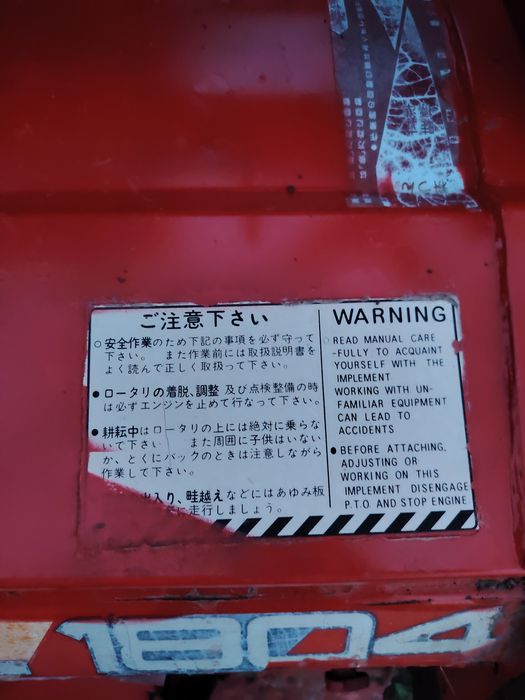 ご注意下さい
○安全作業のため下記の事項を必ず守って
下さい。 また作業前には取扱説明書を
よく読んで正しく取扱って下さい。
●ロータリの着脱、調整 及び点検整備の時
は必ずエンジンを止めて行なって下さい。
●耕耘中はロータリの上には絶対に乗らな
いで下さい また周囲に子供はいない
か、とくにバックのときは注意しながら
作業して下さい。
入り、畦越えなどにはあゆみ板
に走行しましょう。
WARNING
○READ MANUAL CARE
-FULLY TO ACQUAINT
YOURSELF WITH THE
IMPLEMENT
WORKING WITH UN-
FAMILIAR EQUIPMENT
CAN LEAD TO
ACCIDENTS
●BEFORE ATTACHING,
ADJUSTING OR
WORKING ON THIS
IMPLEMENT DISENGAGE
P.T.O. AND STOP ENGINE
1804